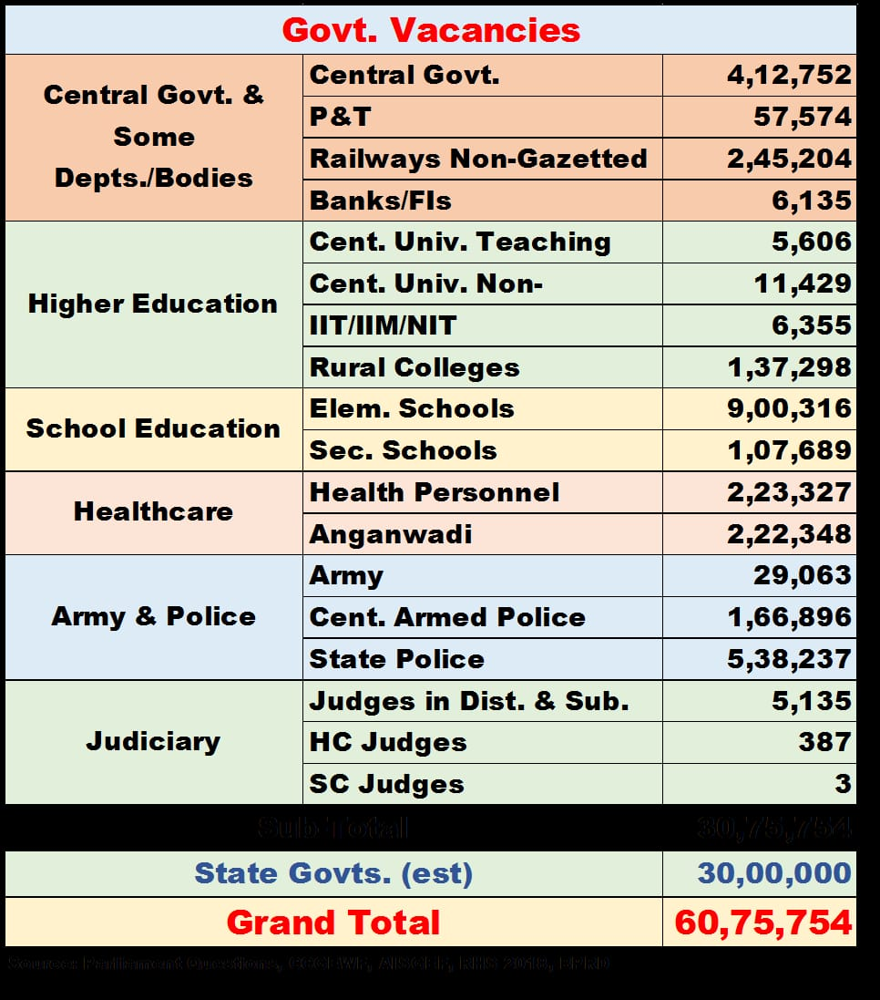 Govt. Vacancies
Central Govt. &
Some
Depts./Bodies
Central Govt. 4,12,752
P&T 57,574
Railways Non-Gazetted 2,45,204
Banks/FIs 6,135
Higher Education
Cent. Univ. Teaching 5,606
Cent. Univ. Non- 11,429
IIT/IIM/NIT 6,355
Rural Colleges 1,37,298
School Education
Elem. Schools 9,00,316
Sec. Schools 1,07,689
Healthcare
Health Personnel 2,23,327
Anganwadi 2,22,348
Army & Police
Army 29,063
Cent. Armed Police 1,66,896
State Police 5,38,237
Judiciary
Judges in Dist. & Sub. 5,135
HC Judges 387
SC Judges 3
Sub Total 30,75,754
State Govts. (est) 30,00,000
Grand Total 60,75,754
Source: Parliament Questions, CCGEWF, AISGEF, RHS 2018, BPRD